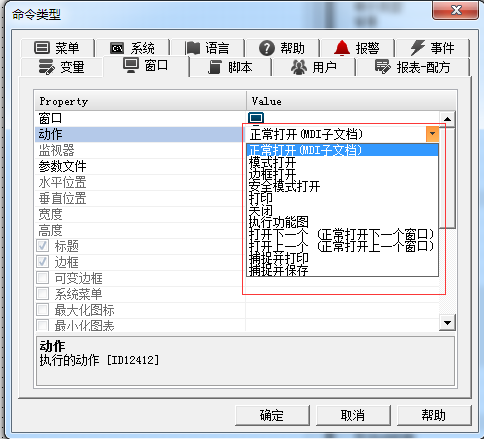 命令类型
菜单 系统 语言 帮助 报警 事件
变量 窗口 脚本 用户 报表-配方
Property Value
窗口
动作 正常打开(MDI子文档)
监视器 正常打开(MDI子文档)
参数文件 模式打开
水平位置 边框打开
垂直位置 安全模式打开
宽度 打印
高度 关闭
标题 执行功能图
边框 打开下一个 (正常打开下一个窗口)
可变边框 打开上一个 (正常打开上一个窗口)
系统菜单 捕捉并打印
最大化图标 捕捉并保存
最小化图表
动作
执行的动作 [ID12412]
确定 取消 帮助